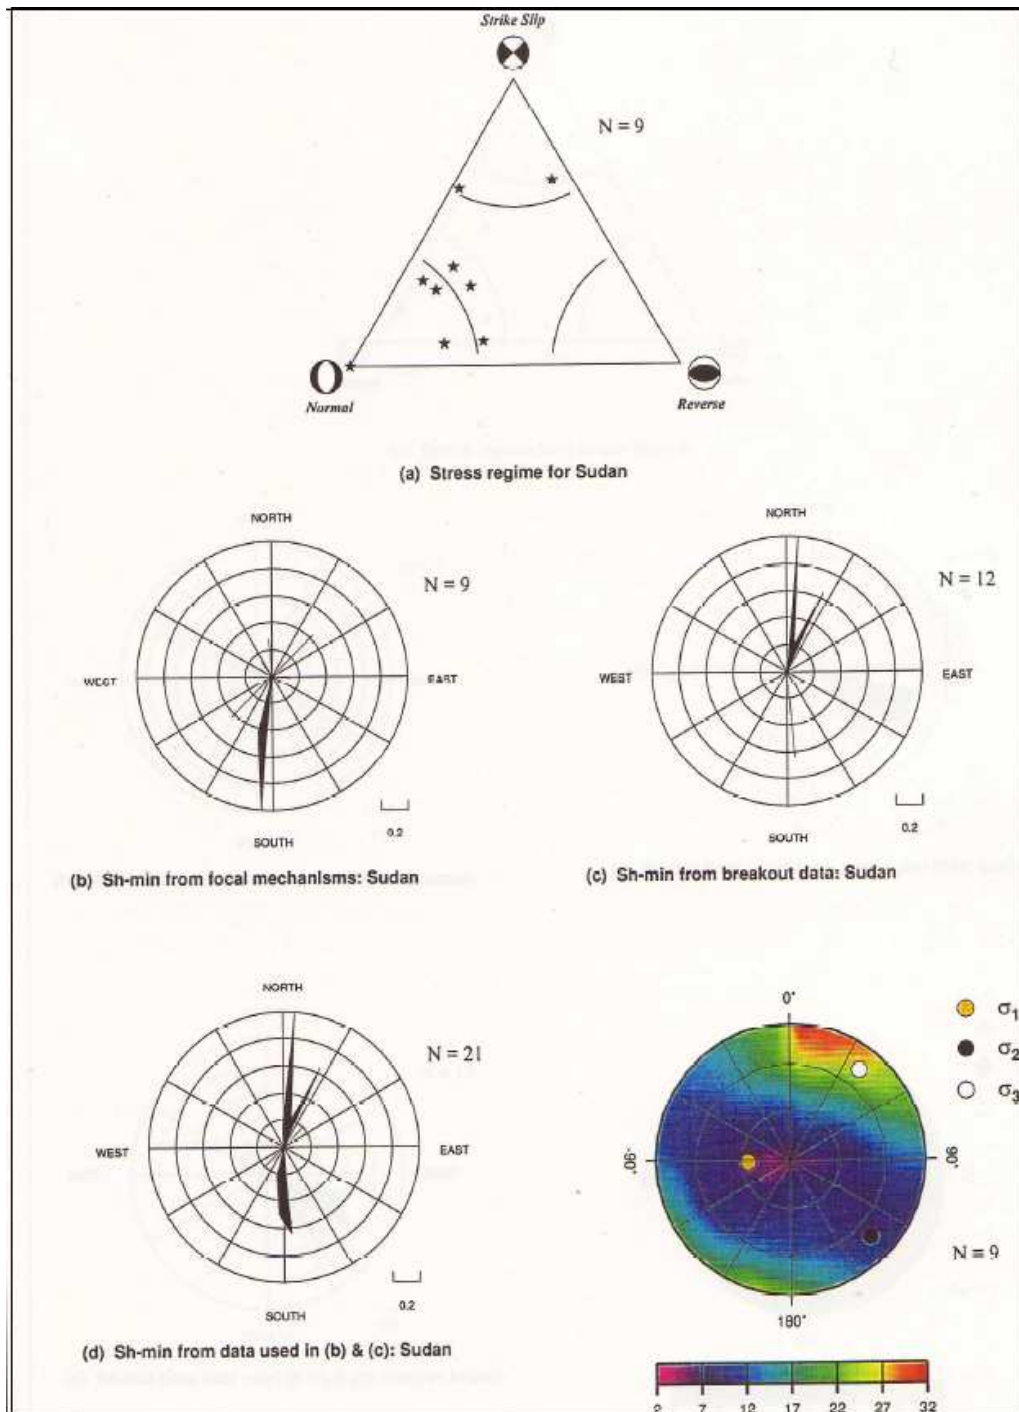 Strike Slip
N = 9
Normal
Reverse
(a) Stress regime for Sudan
NORTH
N = 9
WEST
EAST
SOUTH
0.2
(b) Sh-min from focal mechanisms: Sudan
NORTH
N = 12
WEST
EAST
SOUTH
0.2
(c) Sh-min from breakout data: Sudan
NORTH
N = 21
WEST
EAST
SOUTH
0.2
(d) Sh-min from data used in (b) & (c): Sudan
0°
σ1
σ2
σ3
-90°
90°
N = 9
180°
2 7 12 17 22 27 32